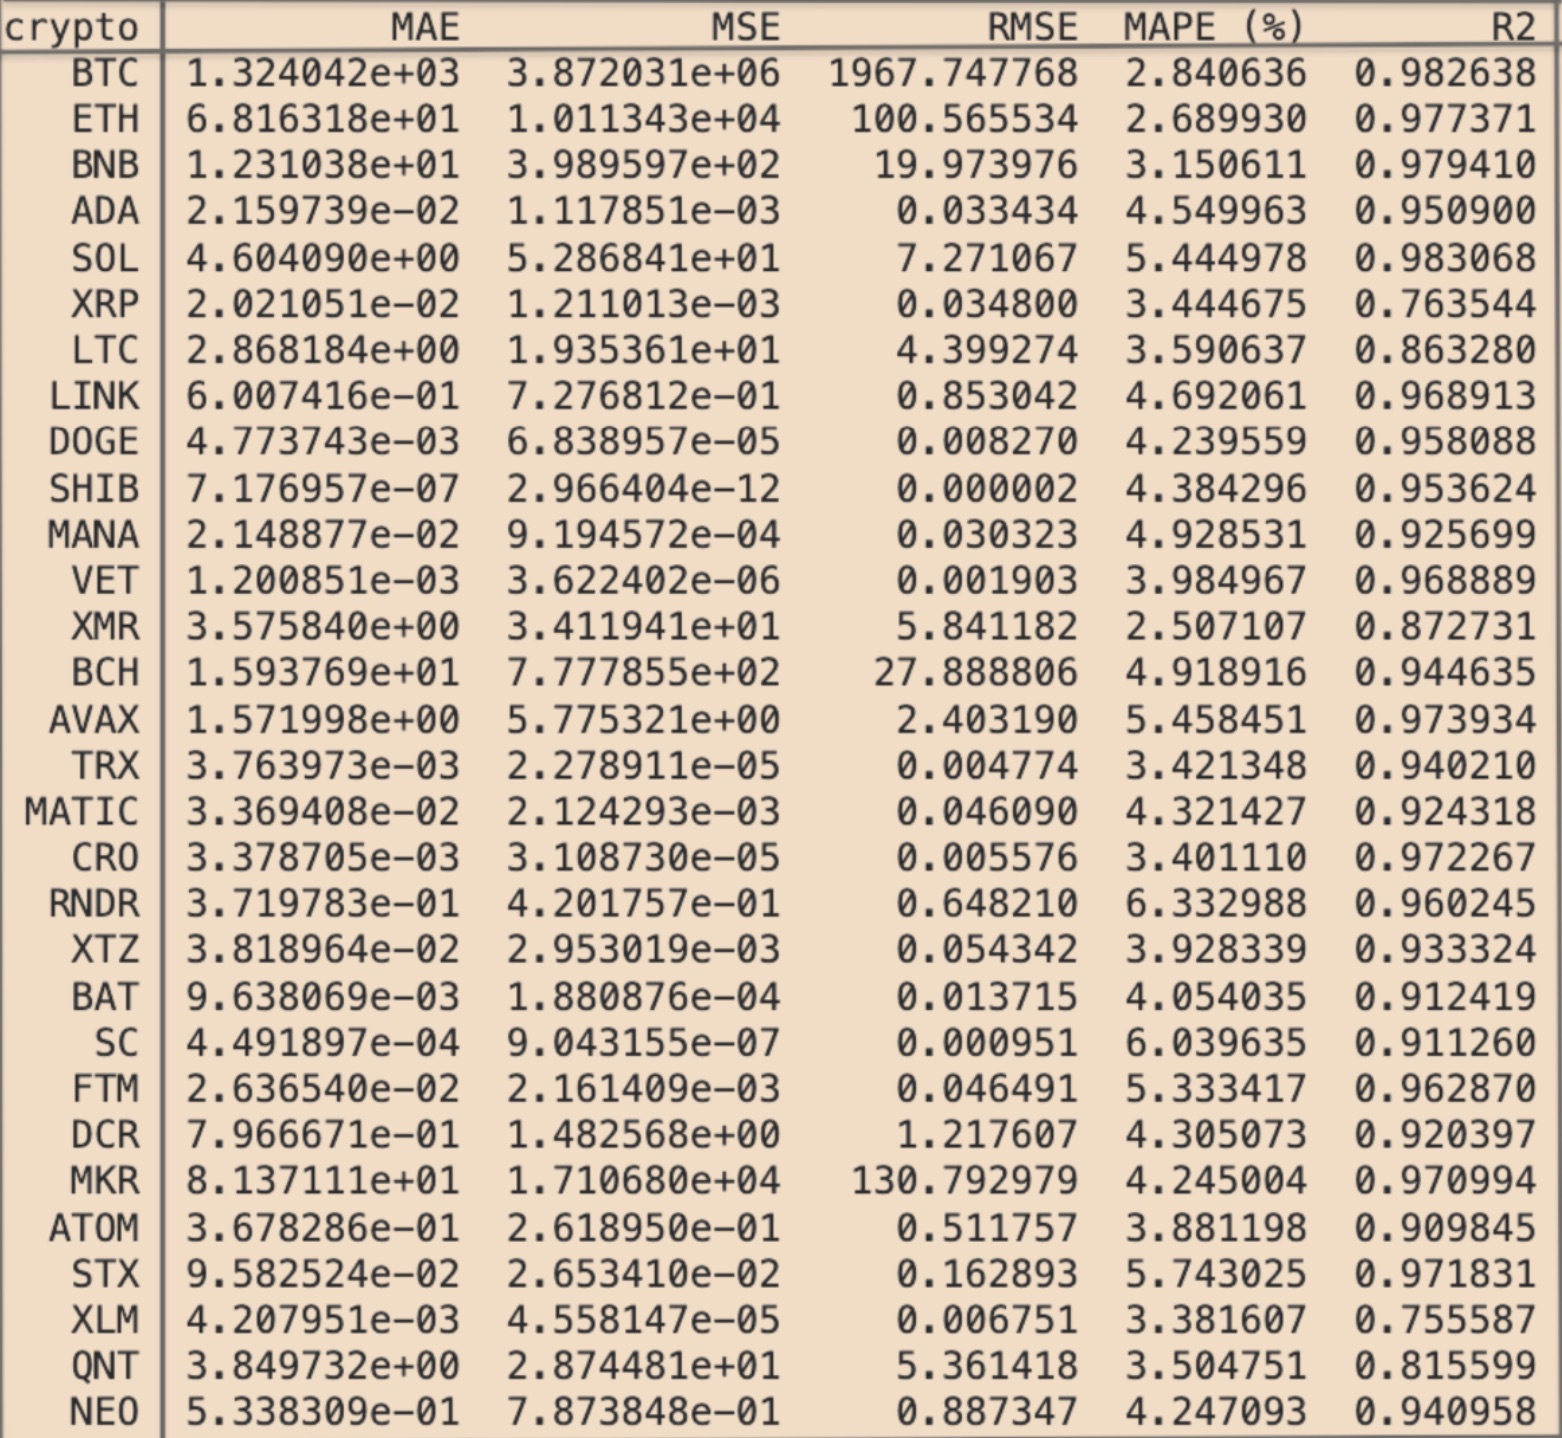 crypto MAE MSE RMSE MAPE (%) R2
BTC 1.324042e+03 3.872031e+06 1967.747768 2.840636 0.982638
ETH 6.816318e+01 1.011343e+04 100.565534 2.689930 0.977371
BNB 1.231038e+01 3.989597e+02 19.973976 3.150611 0.979410
ADA 2.159739e−02 1.117851e−03 0.033434 4.549963 0.950900
SOL 4.604090e+00 5.286841e+01 7.271067 5.444978 0.983068
XRP 2.021051e−02 1.211013e−03 0.034800 3.444675 0.763544
LTC 2.868184e+00 1.935361e+01 4.399274 3.590637 0.863280
LINK 6.007416e−01 7.276812e−01 0.853042 4.692061 0.968913
DOGE 4.773743e−03 6.838957e−05 0.008270 4.239559 0.958088
SHIB 7.176957e−07 2.966404e−12 0.000002 4.384296 0.953624
MANA 2.148877e−02 9.194572e−04 0.030323 4.928531 0.925699
VET 1.200851e−03 3.622402e−06 0.001903 3.984967 0.968889
XMR 3.575840e+00 3.411941e+01 5.841182 2.507107 0.872731
BCH 1.593769e+01 7.777855e+02 27.888806 4.918916 0.944635
AVAX 1.571998e+00 5.775321e+00 2.403190 5.458451 0.973934
TRX 3.763973e−03 2.278911e−05 0.004774 3.421348 0.940210
MATIC 3.369408e−02 2.124293e−03 0.046090 4.321427 0.924318
CRO 3.378705e−03 3.108730e−05 0.005576 3.401110 0.972267
RNDR 3.719783e−01 4.201757e−01 0.648210 6.332988 0.960245
XTZ 3.818964e−02 2.953019e−03 0.054342 3.928339 0.933324
BAT 9.638069e−03 1.880876e−04 0.013715 4.054035 0.912419
SC 4.491897e−04 9.043155e−07 0.000951 6.039635 0.911260
FTM 2.636540e−02 2.161409e−03 0.046491 5.333417 0.962870
DCR 7.966671e−01 1.482568e+00 1.217607 4.305073 0.920397
MKR 8.137111e+01 1.710680e+04 130.792979 4.245004 0.970994
ATOM 3.678286e−01 2.618950e−01 0.511757 3.881198 0.909845
STX 9.582524e−02 2.653410e−02 0.162893 5.743025 0.971831
XLM 4.207951e−03 4.558147e−05 0.006751 3.381607 0.755587
QNT 3.849732e+00 2.874481e+01 5.361418 3.504751 0.815599
NEO 5.338309e−01 7.873848e−01 0.887347 4.247093 0.940958